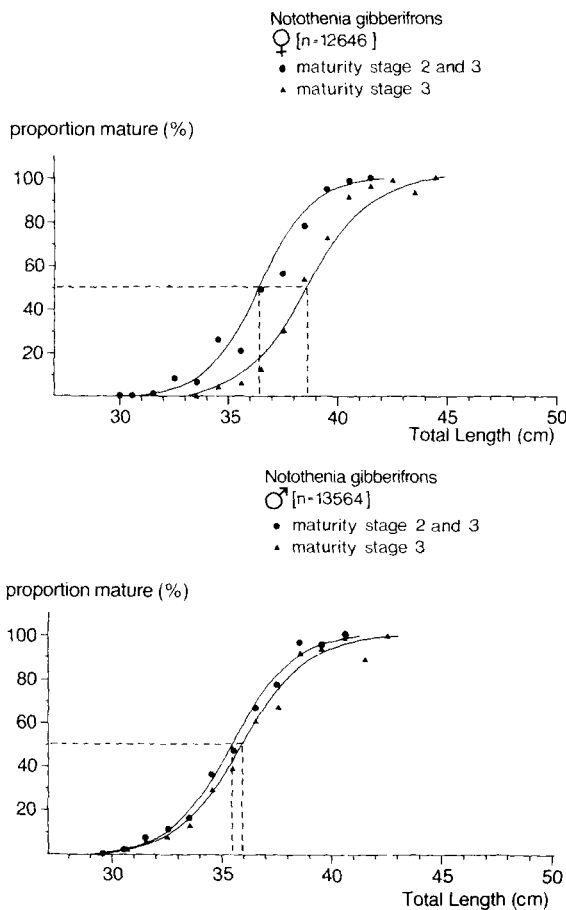 Notothenia gibberifrons
♀ [n=12646]
● maturity stage 2 and 3
▲ maturity stage 3
proportion mature (%)
100
80
60
40
20
30 35 40 45 50
Total Length (cm)
Notothenia gibberifrons
♂ [n=13564]
● maturity stage 2 and 3
▲ maturity stage 3
proportion mature (%)
100
80
60
40
20
30 35 40 45 50
Total Length (cm)